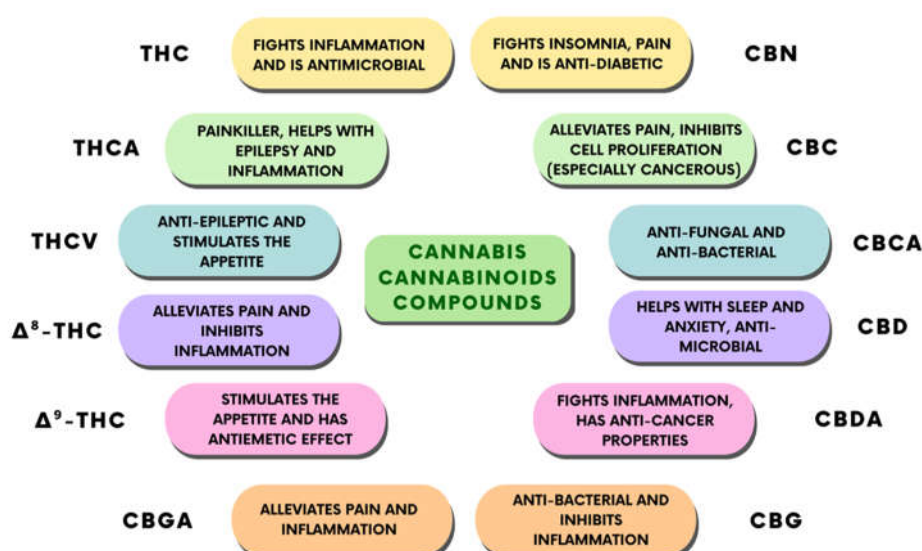 THC
FIGHTS INFLAMMATION
AND IS ANTIMICROBIAL
FIGHTS INSOMNIA, PAIN
AND IS ANTI-DIABETIC
CBN
THCA
PAINKILLER, HELPS WITH
EPILEPSY AND
INFLAMMATION
ALLEVIATES PAIN, INHIBITS
CELL PROLIFERATION
(ESPECIALLY CANCEROUS)
CBC
THCV
ANTI-EPILEPTIC AND
STIMULATES THE
APPETITE
CANNABIS
CANNABINOIDS
COMPOUNDS
ANTI-FUNGAL AND
ANTI-BACTERIAL
CBCA
Δ⁸-THC
ALLEVIATES PAIN AND
INHIBITS
INFLAMMATION
HELPS WITH SLEEP AND
ANXIETY, ANTI-
MICROBIAL
CBD
Δ⁹-THC
STIMULATES THE
APPETITE AND HAS
ANTIEMETIC EFFECT
FIGHTS INFLAMMATION,
HAS ANTI-CANCER
PROPERTIES
CBDA
CBGA
ALLEVIATES PAIN AND
INFLAMMATION
ANTI-BACTERIAL AND
INHIBITS
INFLAMMATION
CBG